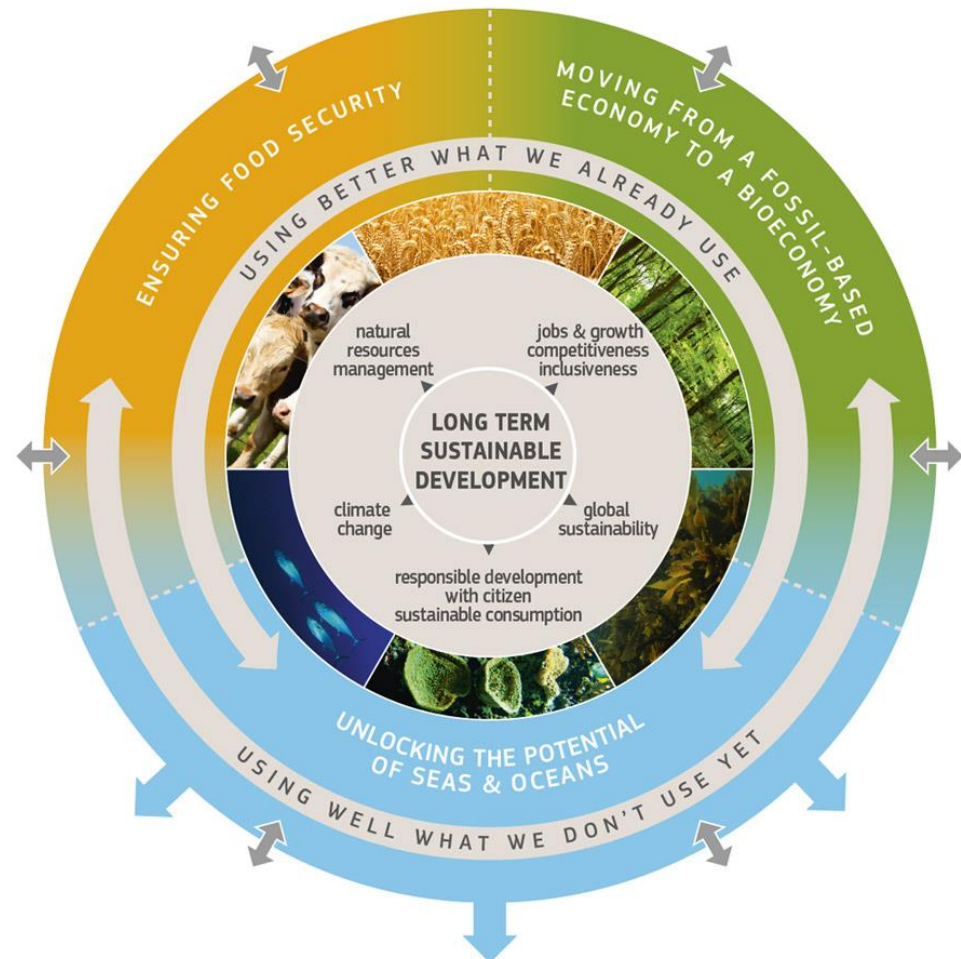 ENSURING FOOD SECURITY
MOVING FROM A FOSSIL-BASED
ECONOMY TO A BIOECONOMY
USING BETTER WHAT WE ALREADY USE
natural
resources
management
jobs & growth
competitiveness
inclusiveness
LONG TERM
SUSTAINABLE
DEVELOPMENT
climate
change
global
sustainability
responsible development
with citizen
sustainable consumption
UNLOCKING THE POTENTIAL
OF SEAS & OCEANS
USING WELL WHAT WE DON'T USE YET